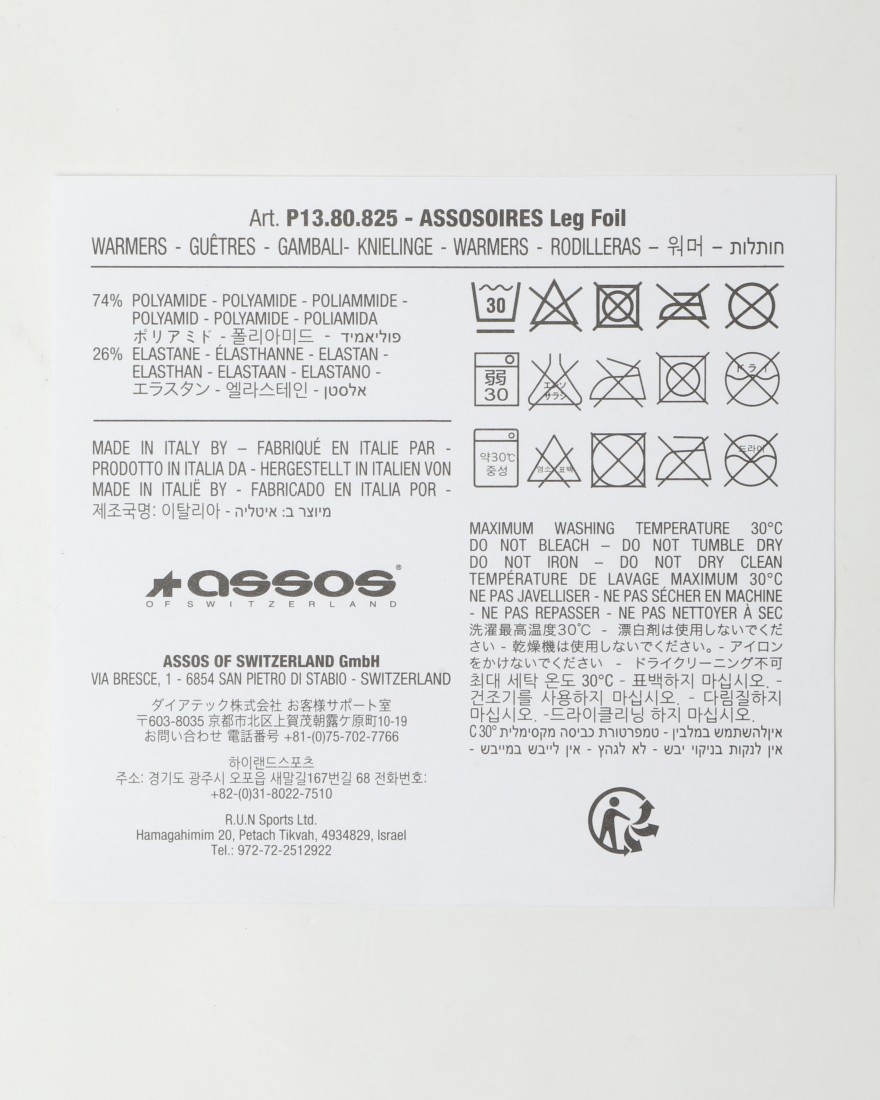 Art. P13.80.825 - ASSOSOIRES Leg Foil
WARMERS - GUÊTRES - GAMBALI- KNIELINGE - WARMERS - RODILLERAS – 워머 – חותלות
74% POLYAMIDE - POLYAMIDE - POLIAMMIDE -
POLYAMID - POLYAMIDE - POLIAMIDA
ポリアミド - 폴리아미드 - פוליאמיד
26% ELASTANE - ÉLASTHANNE - ELASTAN -
ELASTHAN - ELASTAAN - ELASTANO -
エラスタン - 엘라스테인 - אלסטן
MADE IN ITALY BY – FABRIQUÉ EN ITALIE PAR -
PRODOTTO IN ITALIA DA - HERGESTELLT IN ITALIEN VON
MADE IN ITALIË BY - FABRICADO EN ITALIA POR -
제조국명: 이탈리아 - מיוצר ב: איטליה
assos®
OF SWITZERLAND
ASSOS OF SWITZERLAND GmbH
VIA BRESCE, 1 - 6854 SAN PIETRO DI STABIO - SWITZERLAND
ダイアテック株式会社 お客様サポート室
〒603-8035 京都市北区上賀茂朝露ケ原町10-19
お問い合わせ 電話番号 +81-(0)75-702-7766
하이랜드스포츠
주소: 경기도 광주시 오포읍 새말길167번길 68 전화번호:
+82-(0)31-8022-7510
R.U.N Sports Ltd.
Hamagahimim 20, Petach Tikvah, 4934829, Israel
Tel.: 972-72-2512922
30
弱
30
エンソ
サラシ
ドライ
약30℃
중성
염소 표백
드라이
MAXIMUM WASHING TEMPERATURE 30°C
DO NOT BLEACH – DO NOT TUMBLE DRY
DO NOT IRON – DO NOT DRY CLEAN
TEMPÉRATURE DE LAVAGE MAXIMUM 30°C
NE PAS JAVELLISER - NE PAS SÉCHER EN MACHINE
- NE PAS REPASSER - NE PAS NETTOYER À SEC
洗濯最高温度30℃ - 漂白剤は使用しないでくだ
さい - 乾燥機は使用しないでください。- アイロン
をかけないでください - ドライクリーニング不可
최대 세탁 온도 30°C - 표백하지 마십시오. -
건조기를 사용하지 마십시오. - 다림질하지
마십시오. -드라이클리닝 하지 마십시오.
איןלהשתמש במלבין - טמפרטורת כביסה מקסימלית 30° C
אין לנקות בניקוי יבש - לא לגהץ - אין לייבש במייבש -